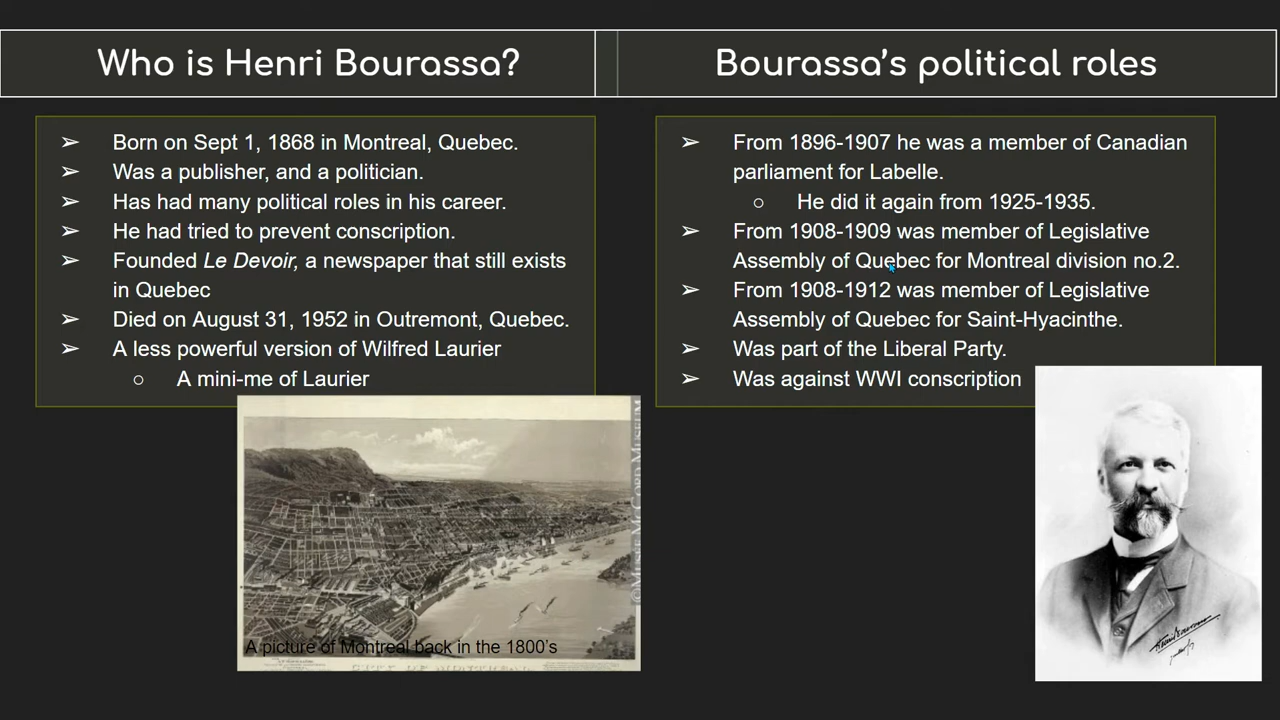 Who is Henri Bourassa?
➢ Born on Sept 1, 1868 in Montreal, Quebec.
➢ Was a publisher, and a politician.
➢ Has had many political roles in his career.
➢ He had tried to prevent conscription.
➢ Founded Le Devoir, a newspaper that still exists
in Quebec
➢ Died on August 31, 1952 in Outremont, Quebec.
➢ A less powerful version of Wilfred Laurier
○ A mini-me of Laurier
A picture of Montreal back in the 1800's
CITY OF MONTREAL
Bourassa's political roles
➢ From 1896-1907 he was a member of Canadian
parliament for Labelle.
○ He did it again from 1925-1935.
➢ From 1908-1909 was member of Legislative
Assembly of Quebec for Montreal division no.2.
➢ From 1908-1912 was member of Legislative
Assembly of Quebec for Saint-Hyacinthe.
➢ Was part of the Liberal Party.
➢ Was against WWI conscription